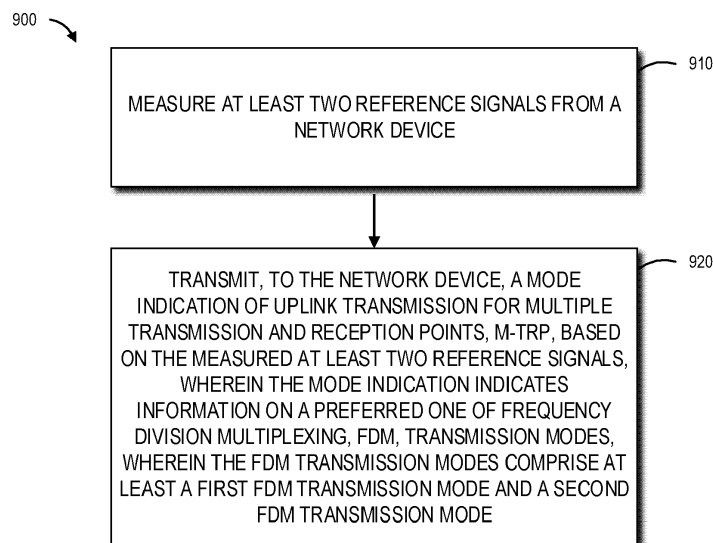 900
910
MEASURE AT LEAST TWO REFERENCE SIGNALS FROM A
NETWORK DEVICE
920
TRANSMIT, TO THE NETWORK DEVICE, A MODE
INDICATION OF UPLINK TRANSMISSION FOR MULTIPLE
TRANSMISSION AND RECEPTION POINTS, M-TRP, BASED
ON THE MEASURED AT LEAST TWO REFERENCE SIGNALS,
WHEREIN THE MODE INDICATION INDICATES
INFORMATION ON A PREFERRED ONE OF FREQUENCY
DIVISION MULTIPLEXING, FDM, TRANSMISSION MODES,
WHEREIN THE FDM TRANSMISSION MODES COMPRISE AT
LEAST A FIRST FDM TRANSMISSION MODE AND A SECOND
FDM TRANSMISSION MODE